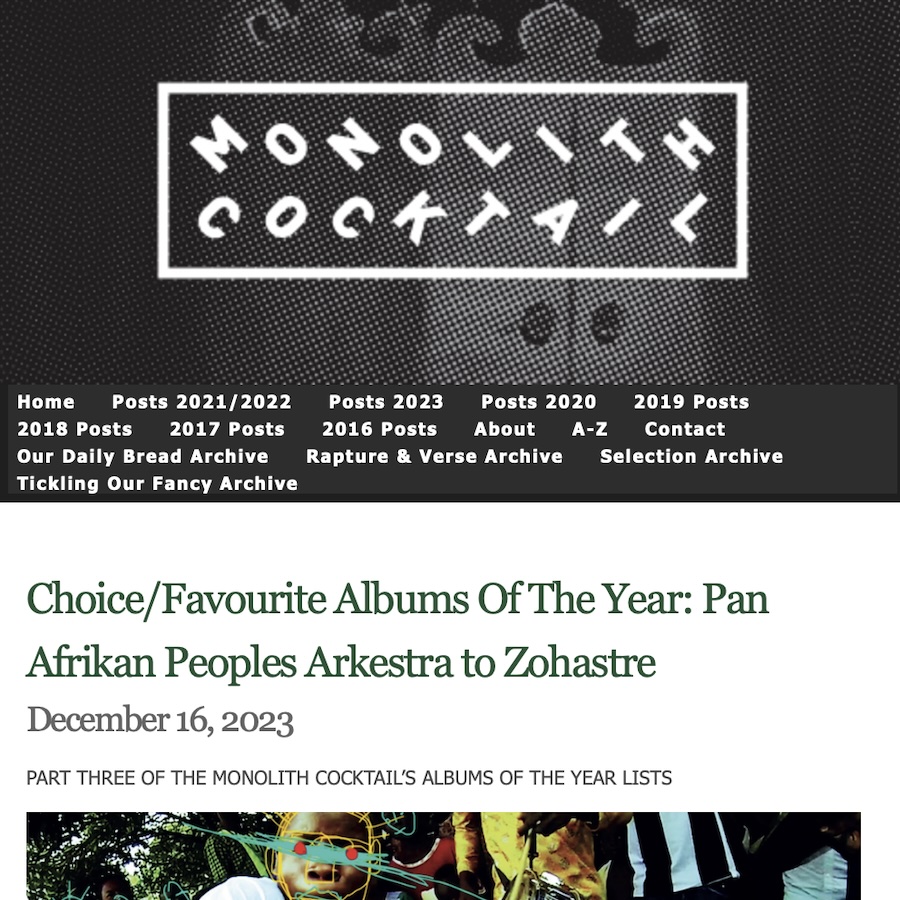 MONOLITH
COCKTAIL
Home Posts 2021/2022 Posts 2023 Posts 2020 2019 Posts
2018 Posts 2017 Posts 2016 Posts About A-Z Contact
Our Daily Bread Archive Rapture & Verse Archive Selection Archive
Tickling Our Fancy Archive
Choice/Favourite Albums Of The Year: Pan
Afrikan Peoples Arkestra to Zohastre
December 16, 2023
PART THREE OF THE MONOLITH COCKTAIL’S ALBUMS OF THE YEAR LISTS